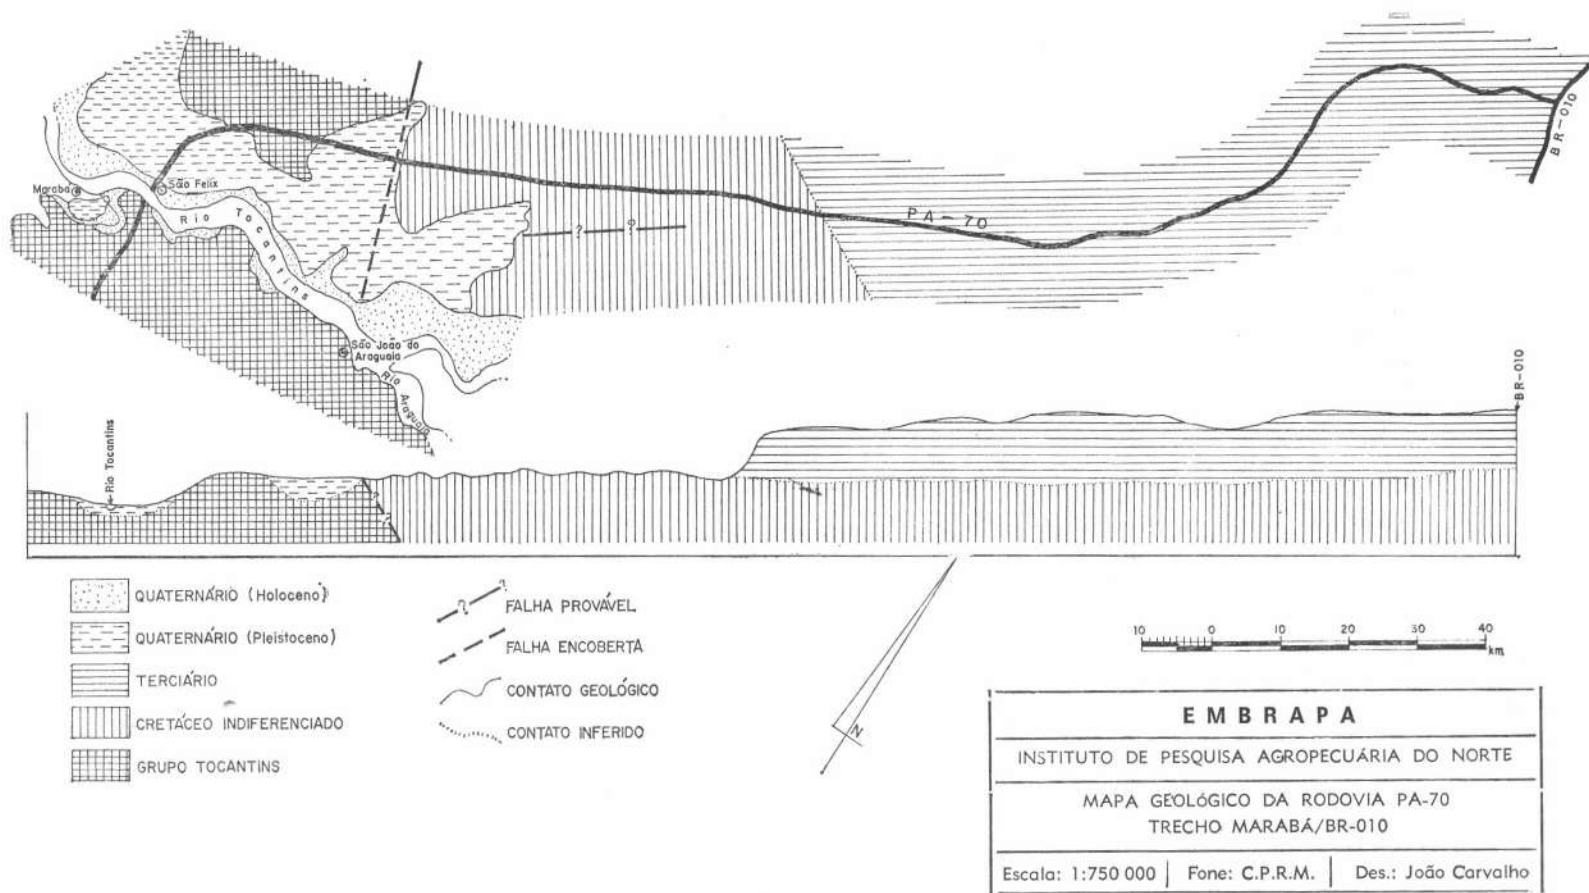 BR-010
PA-70
Marabá
São Felix
Rio Tocantins
São João do
Araguaia
Rio Araguaia
BR-010
Rio Tocantins
?
?
?
QUATERNÁRIO (Holoceno)
QUATERNÁRIO (Pleistoceno)
TERCIÁRIO
CRETÁCEO INDIFERENCIADO
GRUPO TOCANTINS
?
?
FALHA PROVÁVEL
FALHA ENCOBERTA
CONTATO GEOLÓGICO
CONTATO INFERIDO
N
10 0 10 20 30 40
km
EMBRAPA
INSTITUTO DE PESQUISA AGROPECUÁRIA DO NORTE
MAPA GEOLÓGICO DA RODOVIA PA-70
TRECHO MARABÁ/BR-010
Escala: 1:750 000 | Fone: C.P.R.M. | Des.: João Carvalho